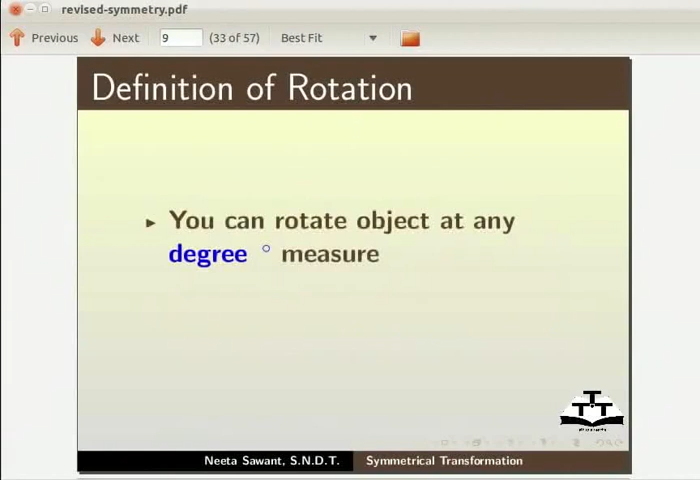 revised-symmetry.pdf
Previous Next 9 (33 of 57) Best Fit
Definition of Rotation
► You can rotate object at any
degree ° measure
TTT
Neeta Sawant, S.N.D.T. Symmetrical Transformation